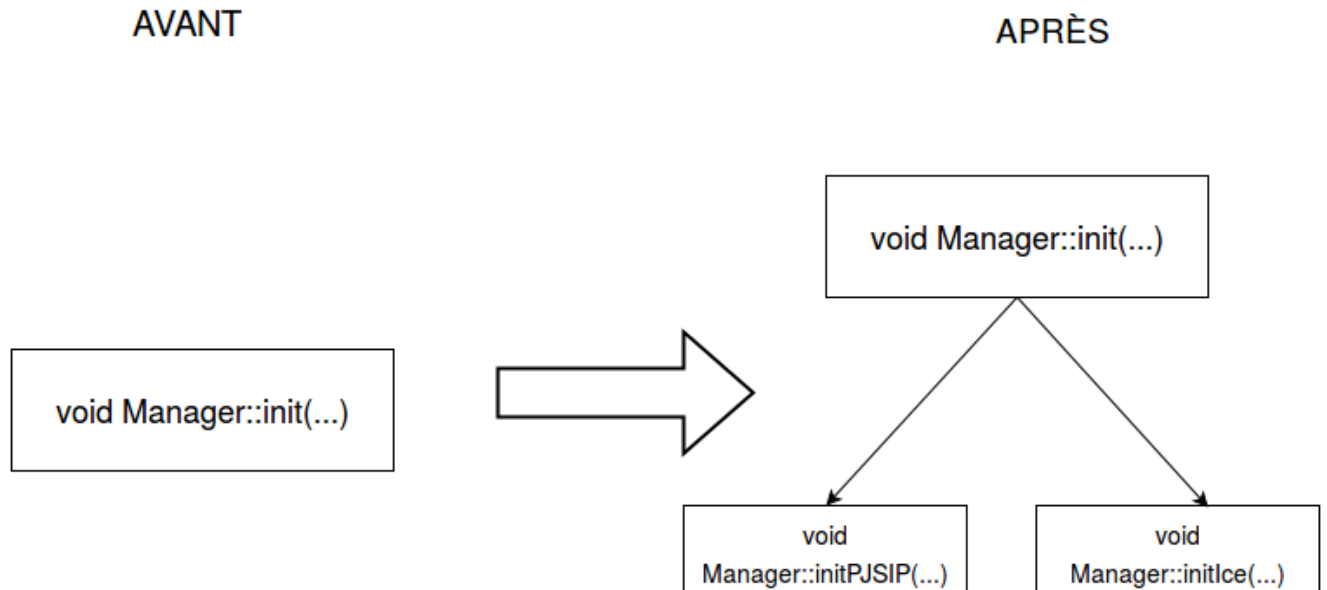 AVANT
APRÈS
void Manager::init(...)
void Manager::init(...)
void
Manager::initPJSIP(...)
void
Manager::initIce(...)